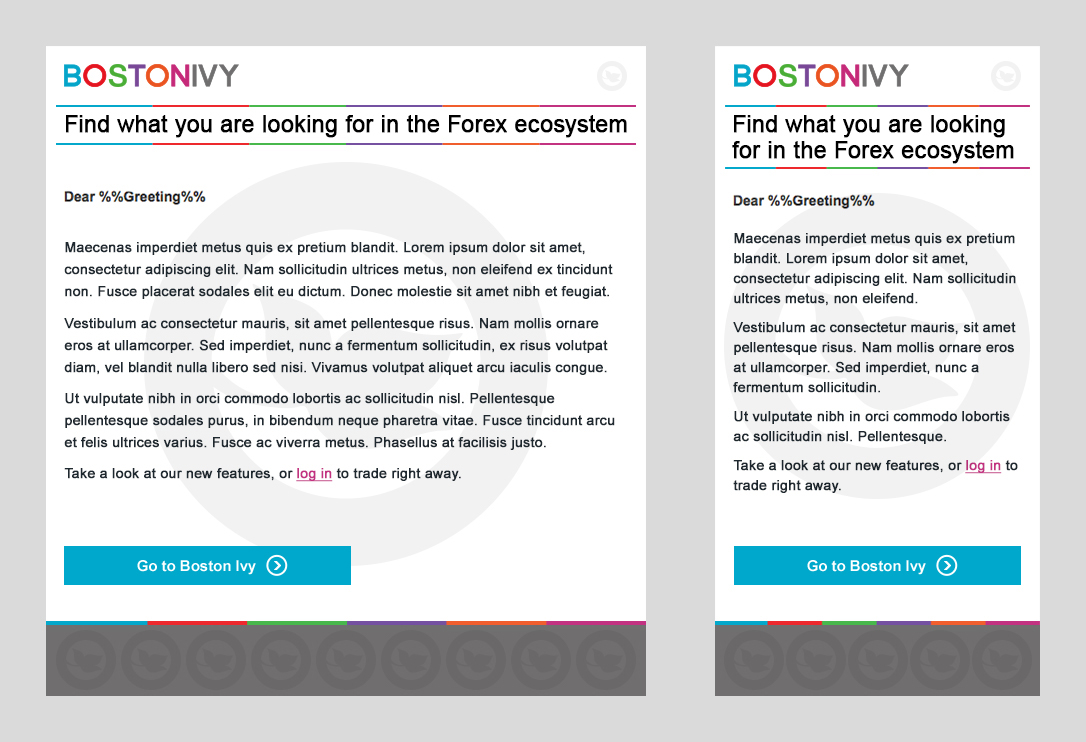 BOSTONIVY
Find what you are looking for in the Forex ecosystem
Dear %%Greeting%%
Maecenas imperdiet metus quis ex pretium blandit. Lorem ipsum dolor sit amet,
consectetur adipiscing elit. Nam sollicitudin ultrices metus, non eleifend ex tincidunt
non. Fusce placerat sodales elit eu dictum. Donec molestie sit amet nibh et feugiat.
Vestibulum ac consectetur mauris, sit amet pellentesque risus. Nam mollis ornare
eros at ullamcorper. Sed imperdiet, nunc a fermentum sollicitudin, ex risus volutpat
diam, vel blandit nulla libero sed nisi. Vivamus volutpat aliquet arcu iaculis congue.
Ut vulputate nibh in orci commodo lobortis ac sollicitudin nisl. Pellentesque
pellentesque sodales purus, in bibendum neque pharetra vitae. Fusce tincidunt arcu
et felis ultrices varius. Fusce ac viverra metus. Phasellus at facilisis justo.
Take a look at our new features, or log in to trade right away.
Go to Boston Ivy
BOSTONIVY
Find what you are looking
for in the Forex ecosystem
Dear %%Greeting%%
Maecenas imperdiet metus quis ex pretium
blandit. Lorem ipsum dolor sit amet,
consectetur adipiscing elit. Nam sollicitudin
ultrices metus, non eleifend.
Vestibulum ac consectetur mauris, sit amet
pellentesque risus. Nam mollis ornare eros
at ullamcorper. Sed imperdiet, nunc a
fermentum sollicitudin.
Ut vulputate nibh in orci commodo lobortis
ac sollicitudin nisl. Pellentesque.
Take a look at our new features, or log in to
trade right away.
Go to Boston Ivy